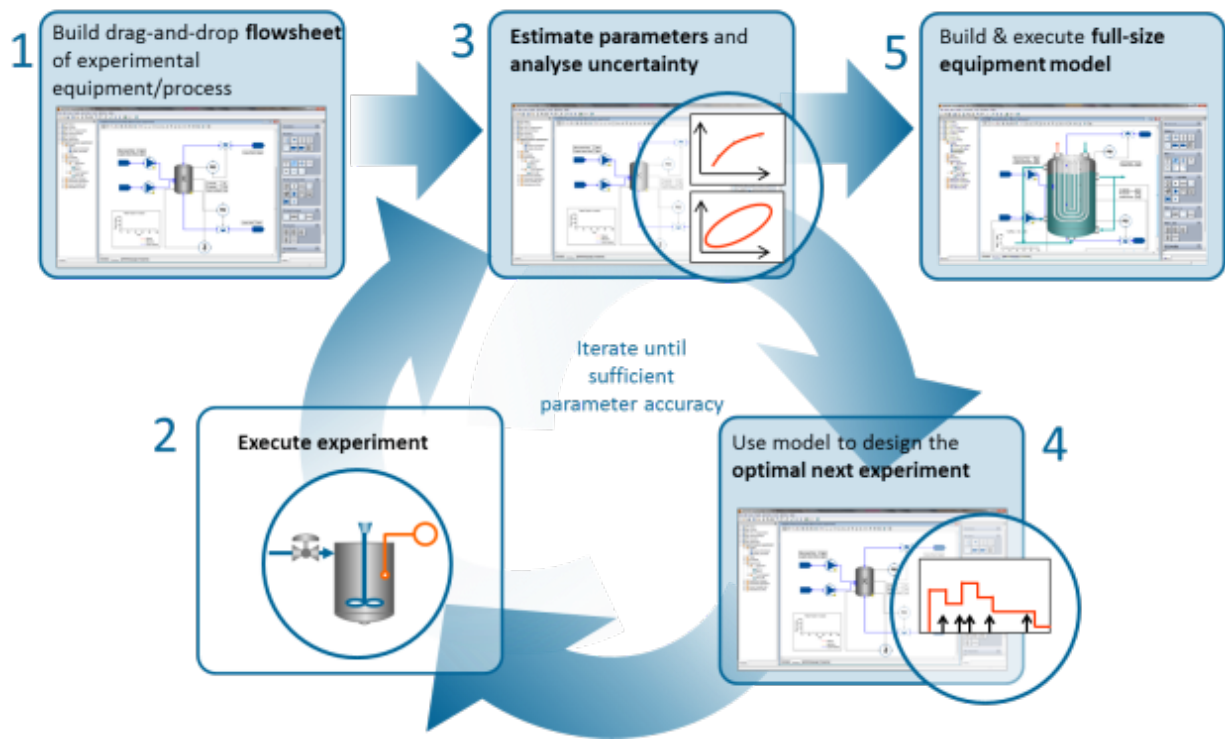 1
Build drag-and-drop flowsheet
of experimental
equipment/process
3
Estimate parameters and
analyse uncertainty
5
Build & execute full-size
equipment model
Iterate until
sufficient
parameter accuracy
2
Execute experiment
Use model to design the
optimal next experiment
4